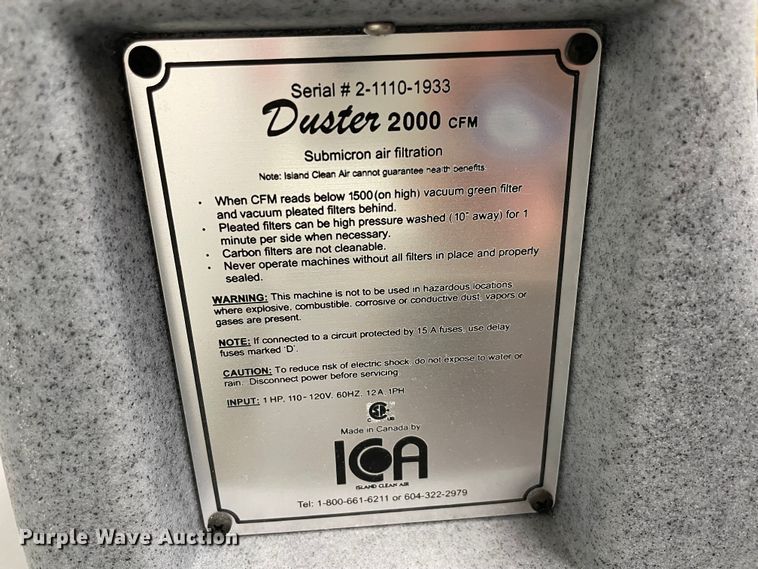 Serial # 2-1110-1933
Duster 2000 CFM
Submicron air filtration
Note: Island Clean Air cannot guarantee health benefits.
• When CFM reads below 1500 (on high) vacuum green filter
and vacuum pleated filters behind.
• Pleated filters can be high pressure washed (10" away) for 1
minute per side when necessary.
• Carbon filters are not cleanable.
• Never operate machines without all filters in place and properly
sealed.
WARNING: This machine is not to be used in hazardous locations
where explosive, combustible, corrosive or conductive dust, vapors or
gases are present.
NOTE: If connected to a circuit protected by 15 A fuses, use delay
fuses marked 'D'.
CAUTION: To reduce risk of electric shock, do not expose to water or
rain. Disconnect power before servicing.
INPUT: 1 HP, 110-120V, 60HZ, 12A, 1PH
Made in Canada by
ICA
ISLAND CLEAN AIR
Tel: 1-800-661-6211 or 604-322-2979
Purple Wave Auction